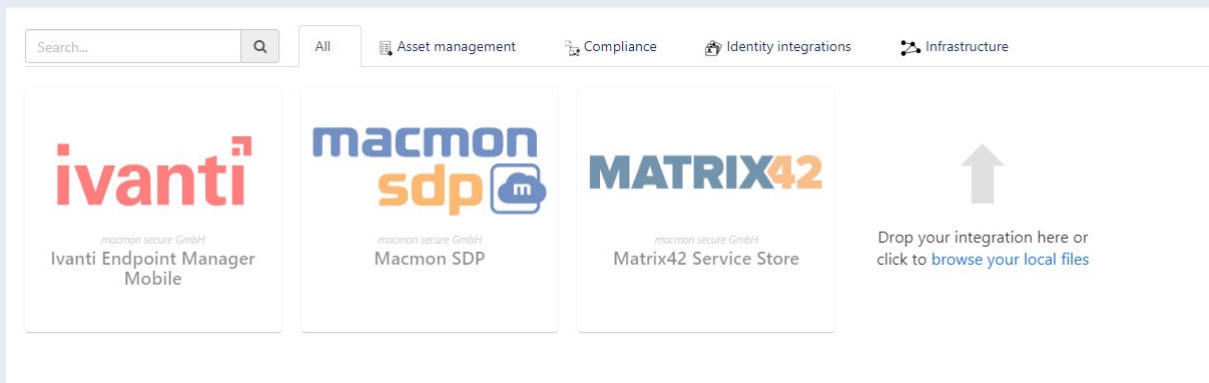 Search...
All
Asset management
Compliance
Identity integrations
Infrastructure
ivanti
macmon secure GmbH
Ivanti Endpoint Manager
Mobile
macmon
sdp m
macmon secure GmbH
Macmon SDP
MATRIX42
macmon secure GmbH
Matrix42 Service Store
Drop your integration here or
click to browse your local files